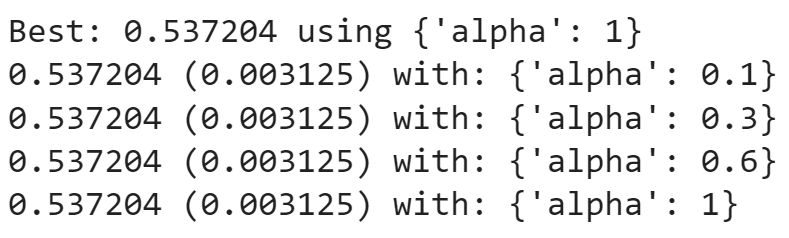 Best: 0.537204 using {'alpha': 1}
0.537204 (0.003125) with: {'alpha': 0.1}
0.537204 (0.003125) with: {'alpha': 0.3}
0.537204 (0.003125) with: {'alpha': 0.6}
0.537204 (0.003125) with: {'alpha': 1}